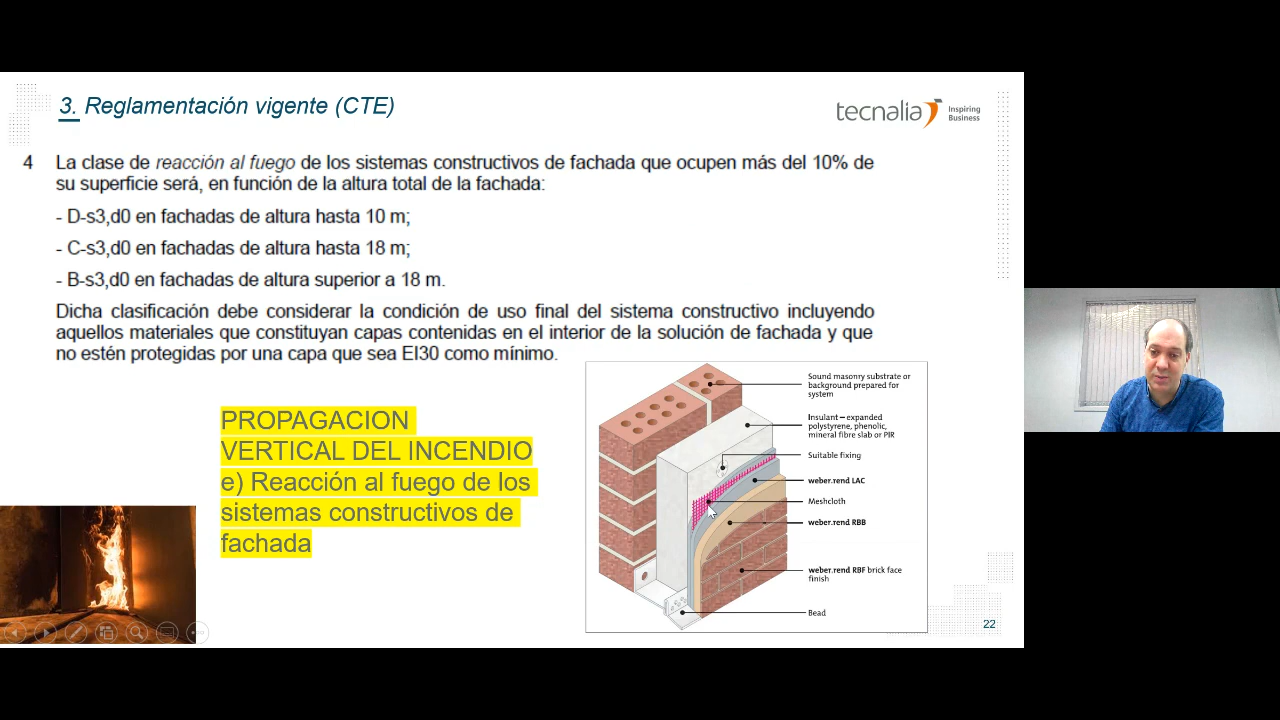 3. Reglamentación vigente (CTE)
tecnalia
Inspiring
Business
4 La clase de reacción al fuego de los sistemas constructivos de fachada que ocupen más del 10% de
su superficie será, en función de la altura total de la fachada:
- D-s3,d0 en fachadas de altura hasta 10 m;
- C-s3,d0 en fachadas de altura hasta 18 m;
- B-s3,d0 en fachadas de altura superior a 18 m.
Dicha clasificación debe considerar la condición de uso final del sistema constructivo incluyendo
aquellos materiales que constituyan capas contenidas en el interior de la solución de fachada y que
no estén protegidas por una capa que sea EI30 como mínimo.
PROPAGACION
VERTICAL DEL INCENDIO
e) Reacción al fuego de los
sistemas constructivos de
fachada
Sound masonry substrate or
background prepared for
system
Insulant – expanded
polystyrene, phenolic,
mineral fibre slab or PIR
Suitable fixing
weber.rend LAC
Meshcloth
weber.rend RBB
weber.rend RBF brick face
finish
Bead
22